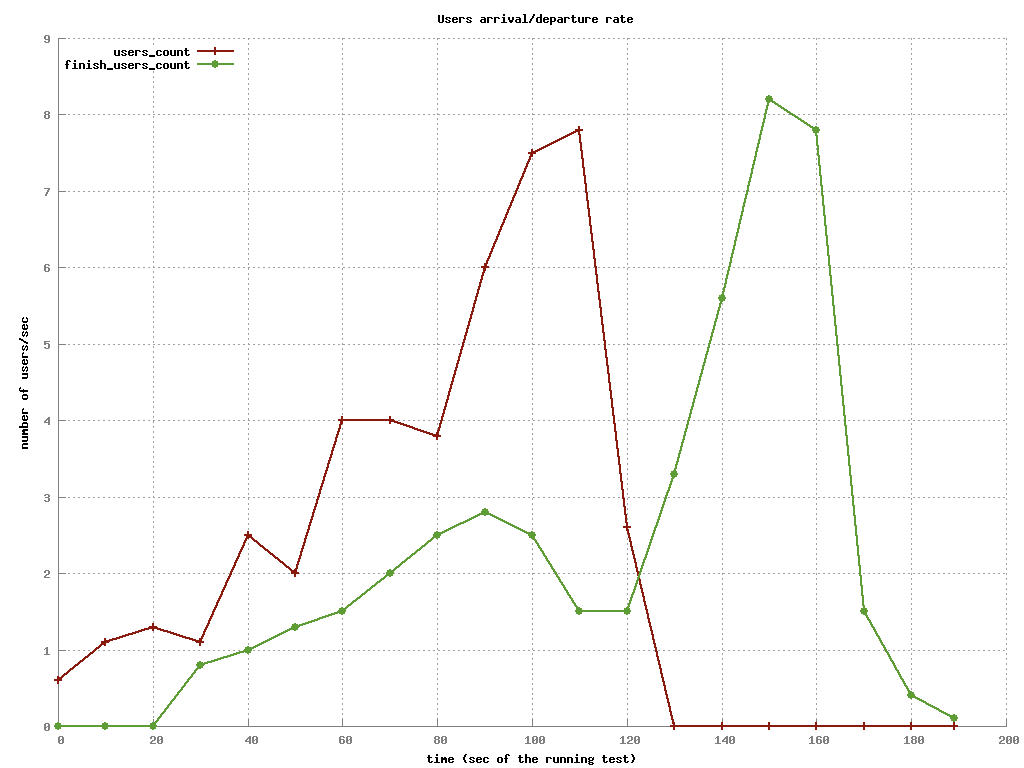 Users arrival/departure rate
users_count
finish_users_count
9
8
7
6
5
4
3
2
1
0
number of users/sec
0 20 40 60 80 100 120 140 160 180 200
time (sec of the running test)